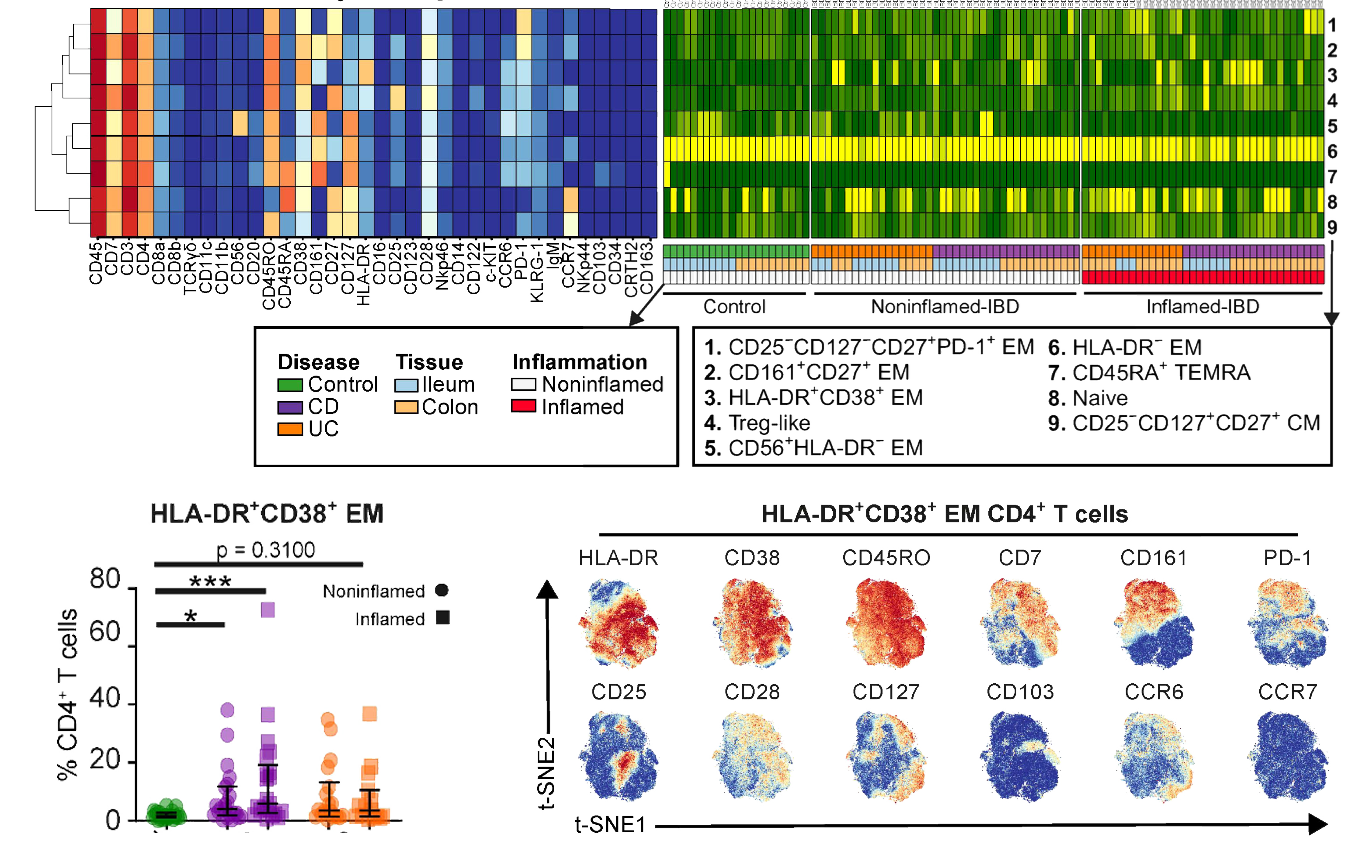 1
2
3
4
5
6
7
8
9
CD45
CD7
CD3
CD4
CD8a
CD8b
TCRγδ
CD11c
CD11b
CD56
CD20
CD45RO
CD45RA
CD38
CD161
CD27
CD127
HLA-DR
CD16
CD25
CD123
CD28
Nkp46
CD14
CD122
c-KIT
CCR6
PD-1
KLRG-1
IgM
CCR7
Nkp44
CD103
CD34
CRTH2
CD163
Control
Noninflamed-IBD
Inflamed-IBD
Disease
Control
CD
UC
Tissue
Ileum
Colon
Inflammation
Noninflamed
Inflamed
1. CD25⁻CD127⁻CD27⁺PD-1⁺ EM
2. CD161⁺CD27⁺ EM
3. HLA-DR⁺CD38⁺ EM
4. Treg-like
5. CD56⁺HLA-DR⁻ EM
6. HLA-DR⁻ EM
7. CD45RA⁺ TEMRA
8. Naive
9. CD25⁻CD127⁺CD27⁺ CM
HLA-DR⁺CD38⁺ EM
p = 0.3100
***
*
Noninflamed
Inflamed
% CD4⁺ T cells
80
60
40
20
0
HLA-DR⁺CD38⁺ EM CD4⁺ T cells
HLA-DR CD38 CD45RO CD7 CD161 PD-1
CD25 CD28 CD127 CD103 CCR6 CCR7
t-SNE2
t-SNE1